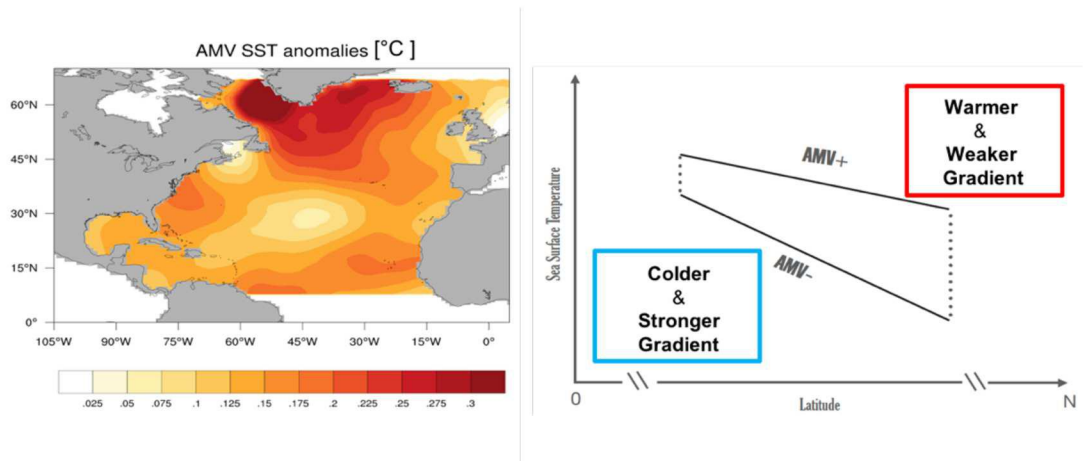 AMV SST anomalies [°C ]
60°N
45°N
30°N
15°N
0°
105°W 90°W 75°W 60°W 45°W 30°W 15°W 0°
.025 .05 .075 .1 .125 .15 .175 .2 .225 .25 .275 .3
Sea Surface Temperature
AMV+
AMV-
Warmer
&
Weaker
Gradient
Colder
&
Stronger
Gradient
0
Latitude
N